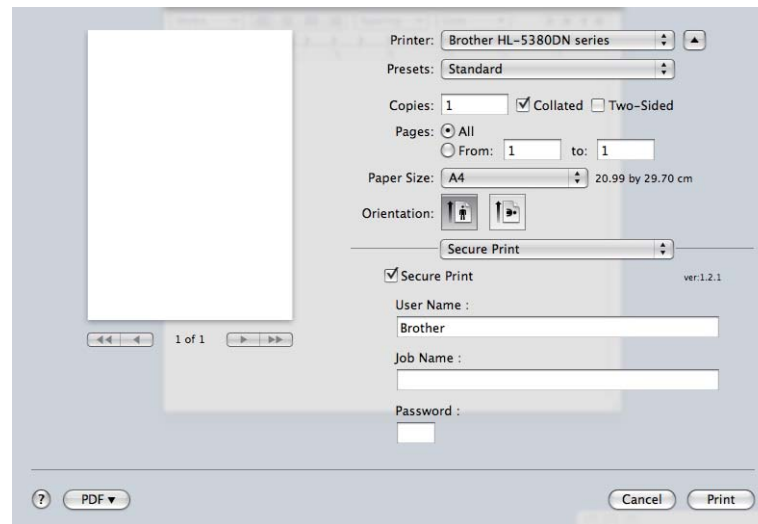 Printer: Brother HL-5380DN series
Presets: Standard
Copies: 1 Collated Two-Sided
Pages: All
From: 1 to: 1
Paper Size: A4 20.99 by 29.70 cm
Orientation:
Secure Print
Secure Print ver:1.2.1
User Name :
Brother
1 of 1
Job Name :
Password :
? PDF Cancel Print